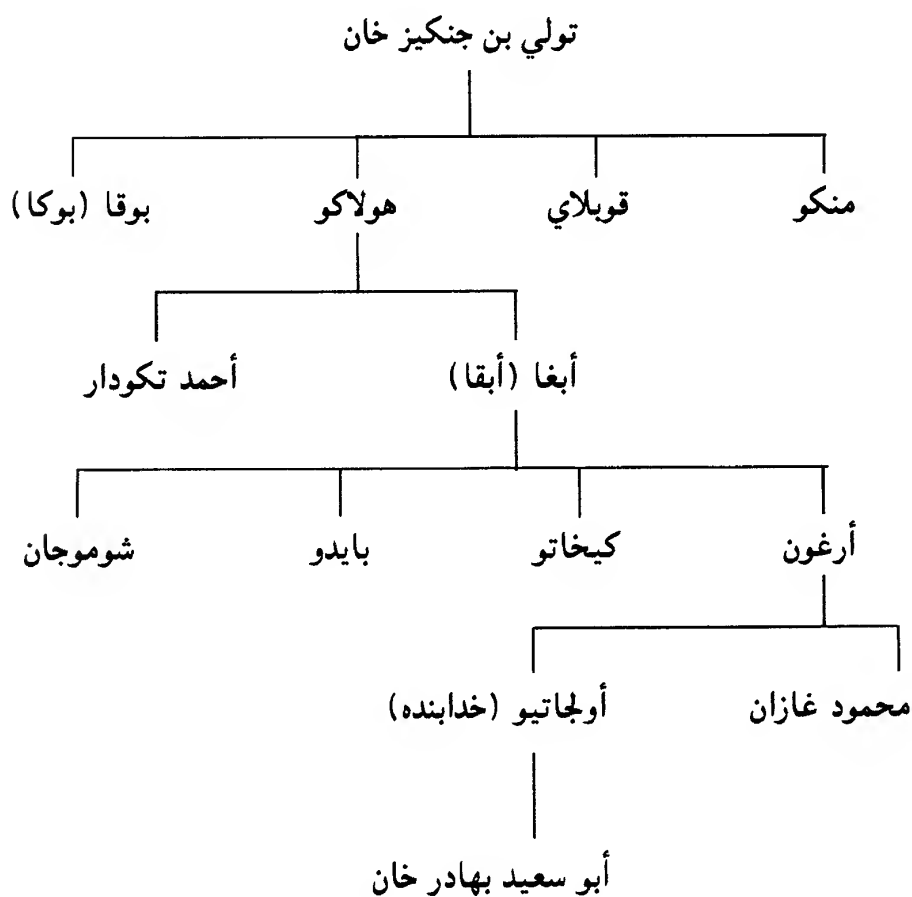 تولي بن جنكيز خان
منكو قوبلاي هولاكو بوقا (بوكا)
أبغا (أبقا) أحمد تكودار
أرغون كيخاتو بايدو شوموجان
محمود غازان أولجاتيو (خدابنده)
أبو سعيد بهادر خان